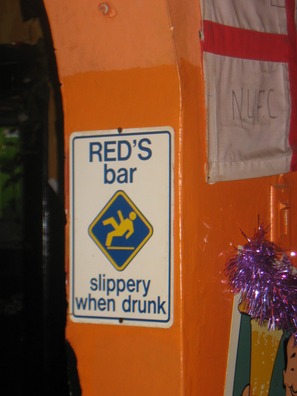 NUFC
RED'S
bar
slippery
when drunk